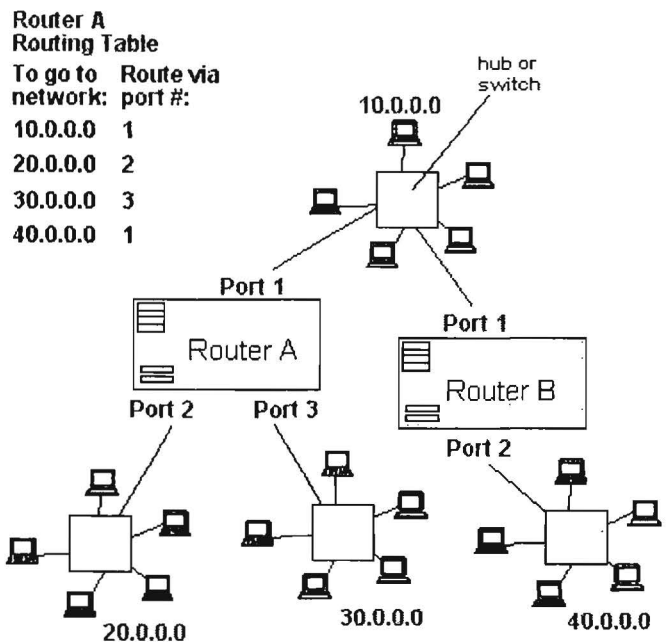 Router A
Routing Table
To go to Route via
network: port #:
10.0.0.0 1
20.0.0.0 2
30.0.0.0 3
40.0.0.0 1
hub or
switch
10.0.0.0
Port 1
Router A
Port 2
Port 3
Port 1
Router B
Port 2
20.0.0.0
30.0.0.0
40.0.0.0